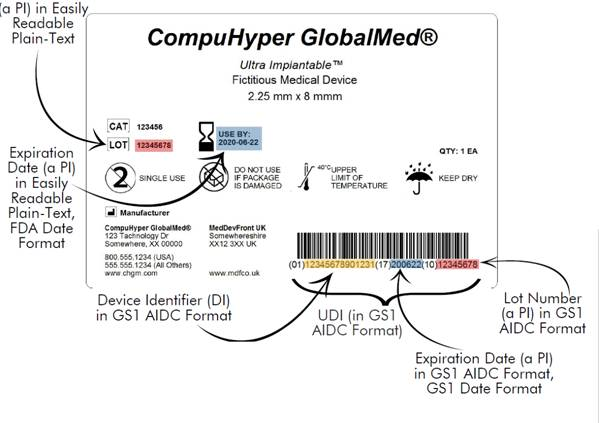 (a PI) in Easily
Readable
Plain-Text
CompuHyper GlobalMed®
Ultra Implantable™
Fictitious Medical Device
2.25 mm x 8 mmm
CAT 123456
LOT 12345678
USE BY:
2020-06-22
QTY: 1 EA
Expiration
Date (a PI)
in Easily
Readable
Plain-Text,
FDA Date
Format
2 SINGLE USE
DO NOT USE
IF PACKAGE
IS DAMAGED
40°C UPPER
LIMIT OF
TEMPERATURE
KEEP DRY
Manufacturer
CompuHyper GlobalMed®
123 Tachnology Dr
Somewhere, XX 00000
800.555.1234 (USA)
555.555.1234 (All Others)
www.chgm.com
MedDevFront UK
Somewhereshire
XX12 3XX UK
www.mdfco.uk
(01)12345678901231(17)200622(10)12345678
Device Identifier (DI)
in GS1 AIDC Format
UDI (in GS1
AIDC Format)
Lot Number
(a PI) in GS1
AIDC Format
Expiration Date (a PI)
in GS1 AIDC Format,
GS1 Date Format